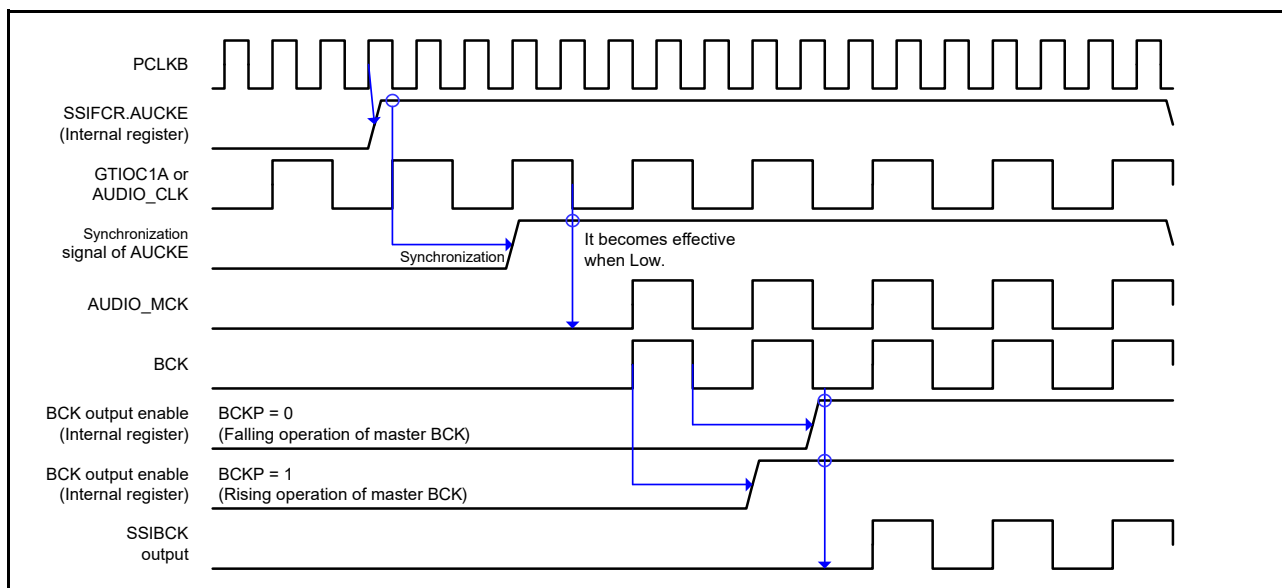 PCLKB
SSIFCR.AUCKE
(Internal register)
GTIOC1A or
AUDIO_CLK
Synchronization
signal of AUCKE
Synchronization
It becomes effective
when Low.
AUDIO_MCK
BCK
BCK output enable
(Internal register)
BCKP = 0
(Falling operation of master BCK)
BCK output enable
(Internal register)
BCKP = 1
(Rising operation of master BCK)
SSIBCK
output